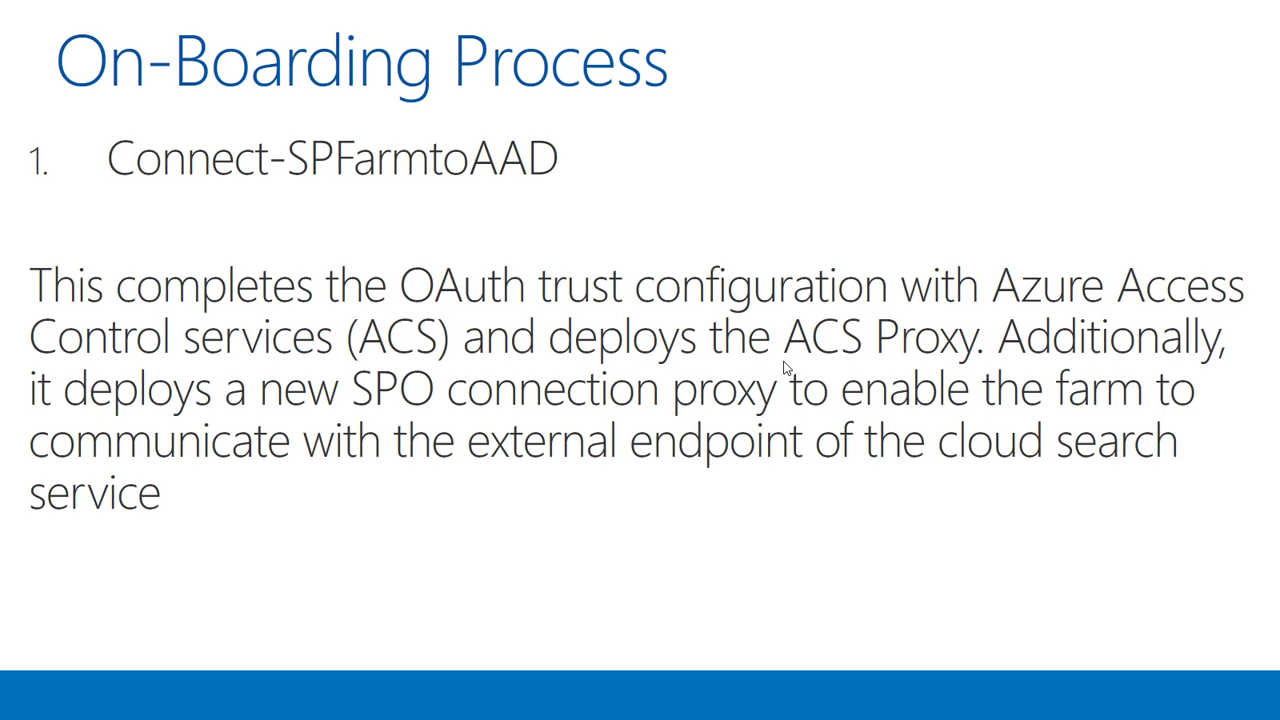 On-Boarding Process
1. Connect-SPFarmtoAAD
This completes the OAuth trust configuration with Azure Access
Control services (ACS) and deploys the ACS Proxy. Additionally,
it deploys a new SPO connection proxy to enable the farm to
communicate with the external endpoint of the cloud search
service